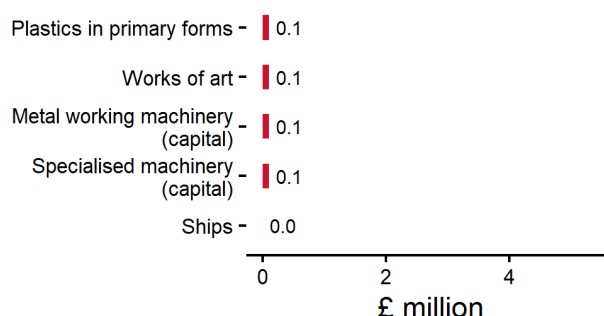 Plastics in primary forms 0.1
Works of art 0.1
Metal working machinery
(capital) 0.1
Specialised machinery
(capital) 0.1
Ships 0.0
0 2 4
£ million